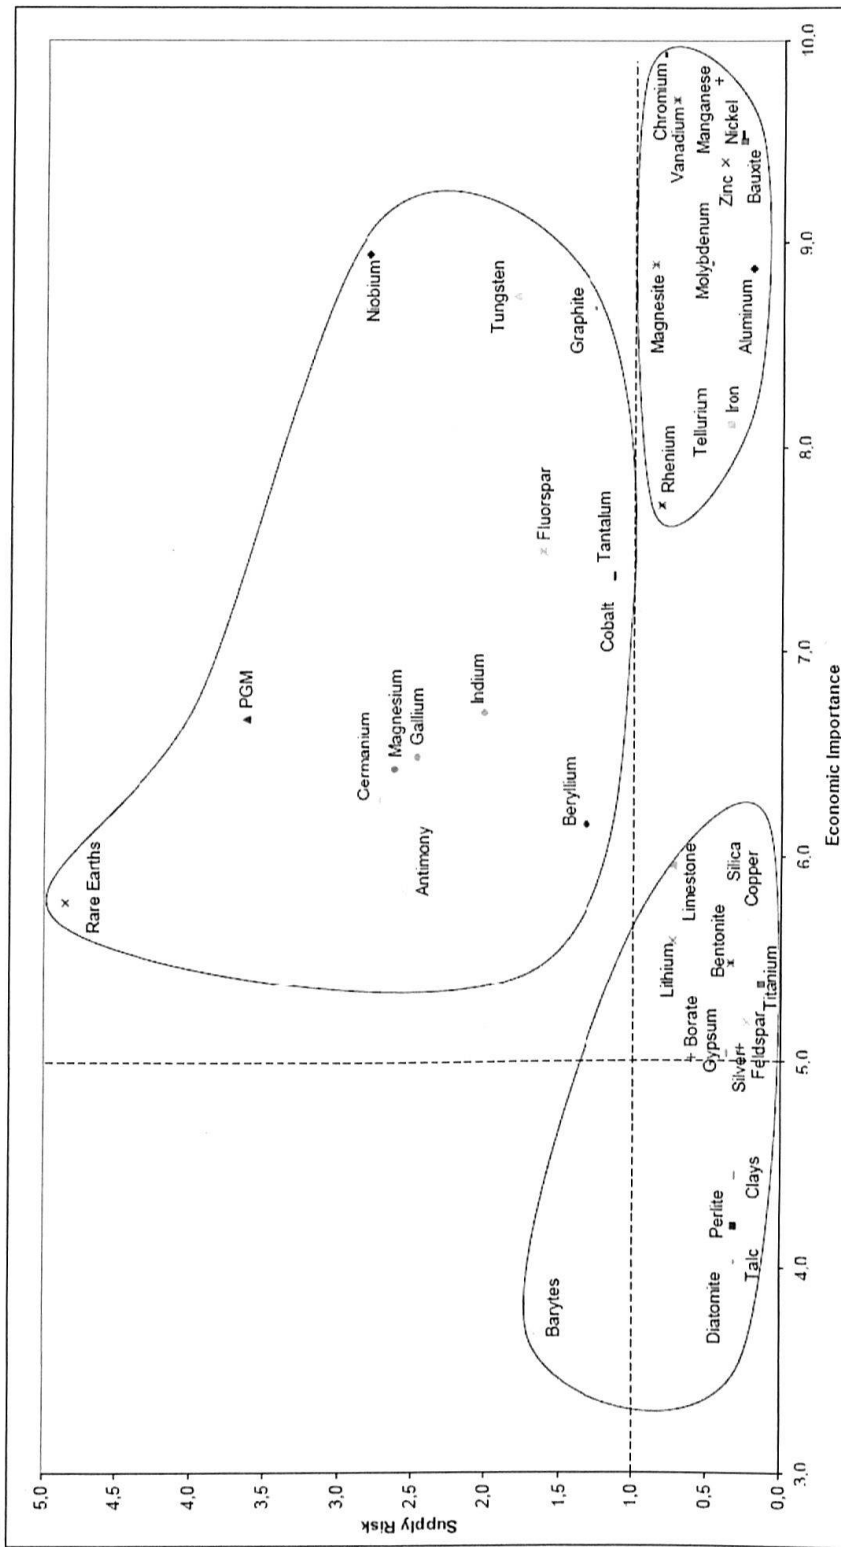 Supply Risk
5,0
4,5
4,0
3,5
3,0
2,5
2,0
1,5
1,0
0,5
0,0
3,0
4,0
5,0
6,0
7,0
8,0
9,0
10,0
Economic Importance
Rare Earths
PGM
Niobium
Germanium
Magnesium
Gallium
Antimony
Indium
Tungsten
Fluorspar
Graphite
Beryllium
Cobalt
Tantalum
Barytes
Diatomite
Perlite
Talc
Clays
Borate
Gypsum
Silver
Feldspar
Lithium
Limestone
Bentonite
Titanium
Silica
Copper
Rhenium
Magnesite
Tellurium
Molybdenum
Iron
Aluminum
Chromium
Vanadium
Manganese
Zinc
Nickel
Bauxite